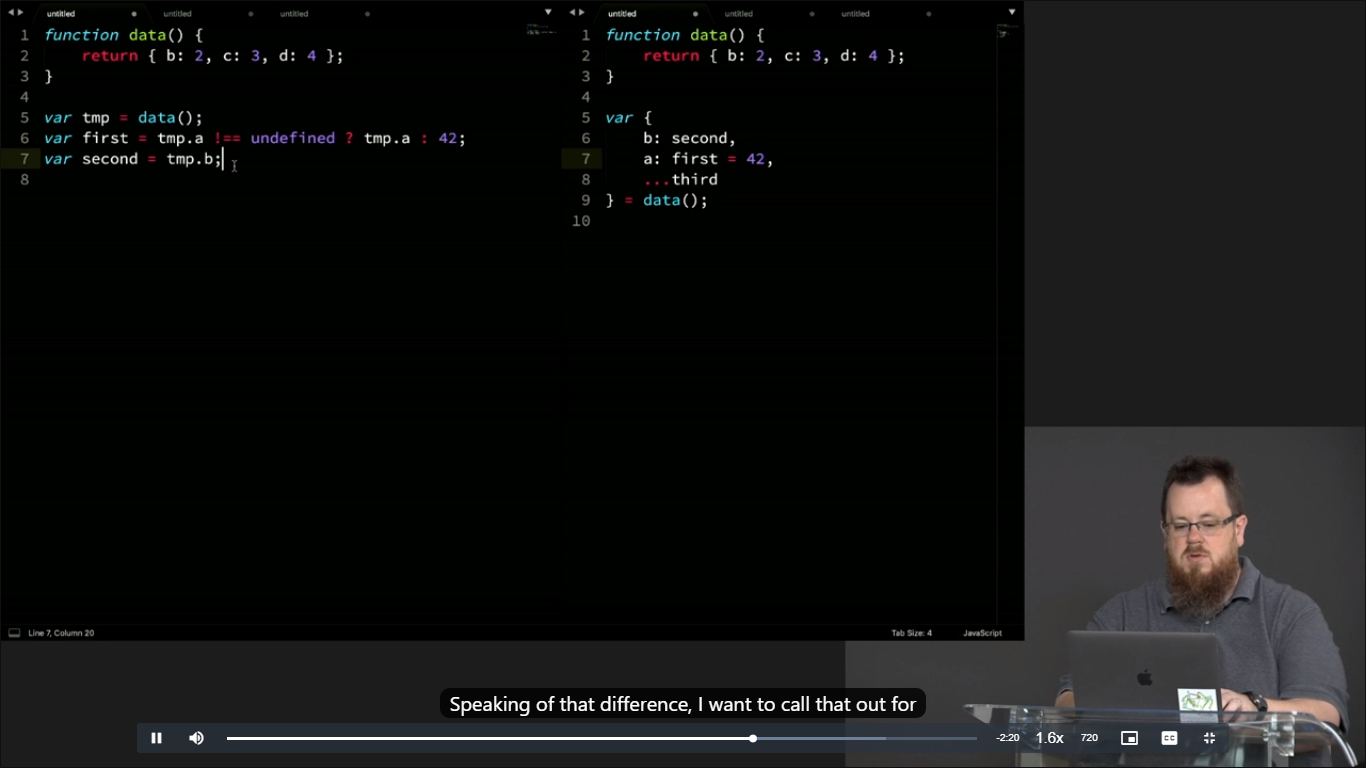 untitled untitled untitled
1 function data() {
2 return { b: 2, c: 3, d: 4 };
3 }
4
5 var tmp = data();
6 var first = tmp.a !== undefined ? tmp.a : 42;
7 var second = tmp.b;
8
untitled untitled untitled
1 function data() {
2 return { b: 2, c: 3, d: 4 };
3 }
4
5 var {
6 b: second,
7 a: first = 42,
8 ...third
9 } = data();
10
Line 7, Column 20
Tab Size: 4 JavaScript
Speaking of that difference, I want to call that out for
-2:20 1.6x 720 CC